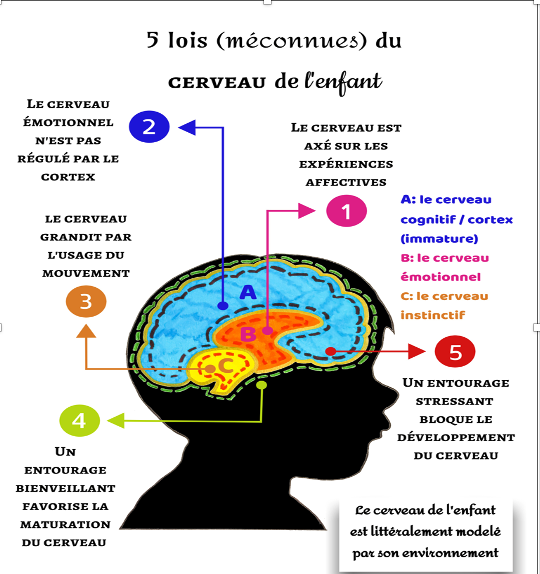 5 lois (méconnues) du
CERVEAU de l'enfant
LE CERVEAU
ÉMOTIONNEL
N'EST PAS
RÉGULÉ PAR LE
CORTEX
2
LE CERVEAU EST
AXÉ SUR LES
EXPÉRIENCES
AFFECTIVES
1
A: le cerveau
cognitif / cortex
(immature)
B: le cerveau
émotionnel
C: le cerveau
instinctif
LE CERVEAU
GRANDIT PAR
L'USAGE DU
MOUVEMENT
3
A
B
C
5
UN ENTOURAGE
STRESSANT
BLOQUE LE
DÉVELOPPEMENT
DU CERVEAU
4
UN
ENTOURAGE
BIENVEILLANT
FAVORISE LA
MATURATION
DU CERVEAU
Le cerveau de l'enfant
est littéralement modelé
par son environnement